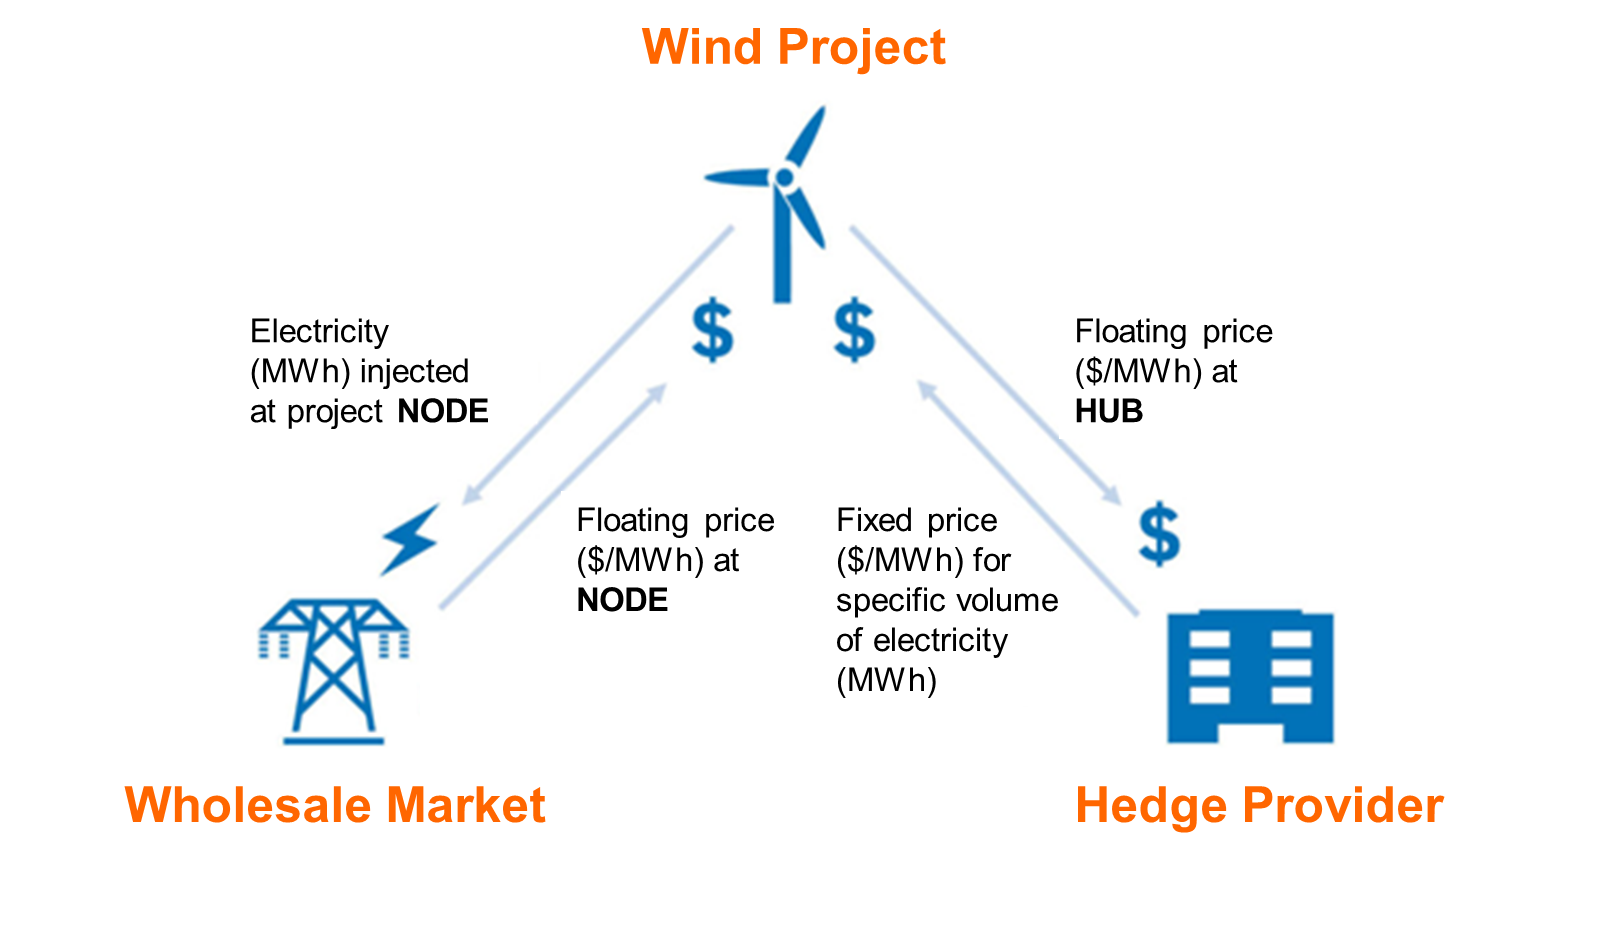 Wind Project
$ $
Electricity
(MWh) injected
at project NODE
Floating price
($/MWh) at
HUB
Floating price
($/MWh) at
NODE
Fixed price
($/MWh) for
specific volume
of electricity
(MWh)
$
Wholesale Market
Hedge Provider